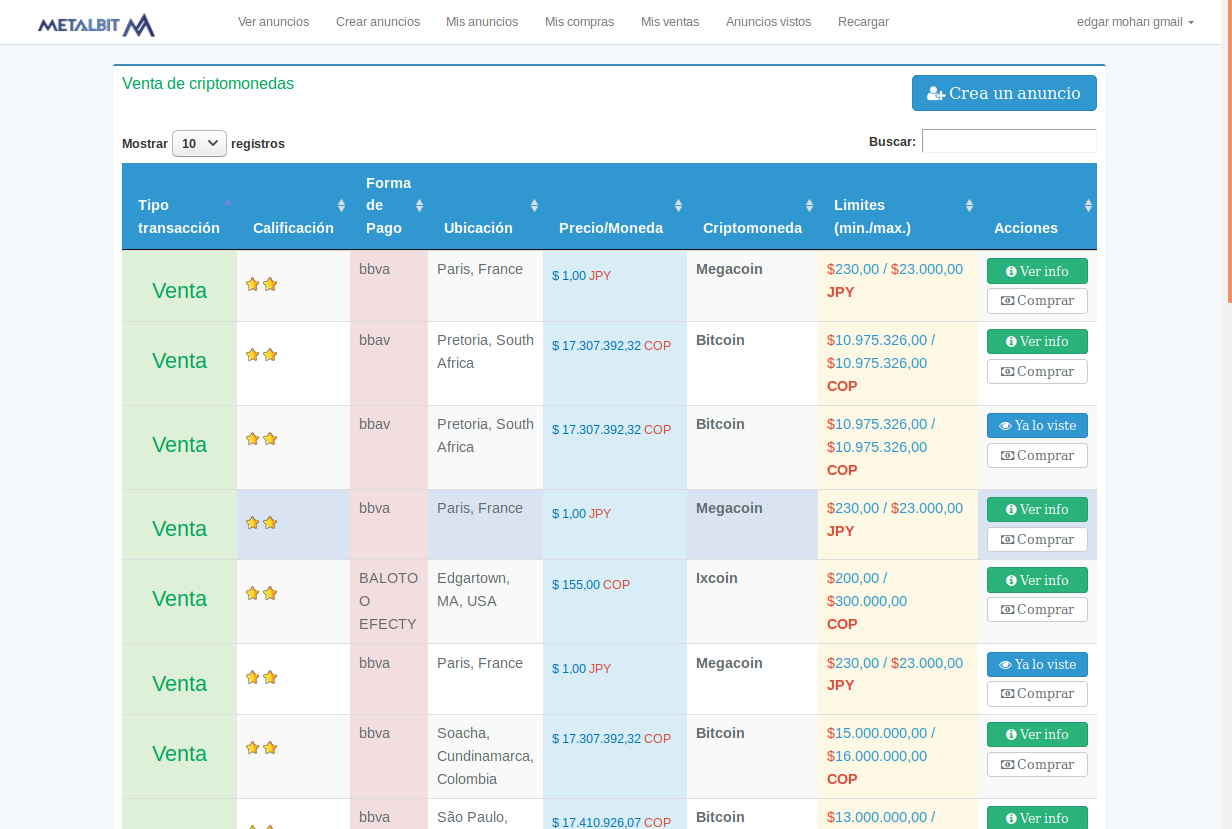 METALBIT
Ver anuncios Crear anuncios Mis anuncios Mis compras Mis ventas Anuncios vistos Recargar edgar mohan gmail
Venta de criptomonedas
Crea un anuncio
Mostrar 10 registros Buscar:
Tipo transacción Calificación Forma de Pago Ubicación Precio/Moneda Criptomoneda Limites (min./max.) Acciones
Venta bbva Paris, France $ 1,00 JPY Megacoin $230,00 / $23.000,00 JPY Ver info Comprar
Venta bbav Pretoria, South Africa $ 17.307.392,32 COP Bitcoin $10.975.326,00 / $10.975.326,00 COP Ver info Comprar
Venta bbav Pretoria, South Africa $ 17.307.392,32 COP Bitcoin $10.975.326,00 / $10.975.326,00 COP Ya lo viste Comprar
Venta bbva Paris, France $ 1,00 JPY Megacoin $230,00 / $23.000,00 JPY Ver info Comprar
Venta BALOTO O EFECTY Edgartown, MA, USA $ 155,00 COP Ixcoin $200,00 / $300.000,00 COP Ver info Comprar
Venta bbva Paris, France $ 1,00 JPY Megacoin $230,00 / $23.000,00 JPY Ya lo viste Comprar
Venta bbva Soacha, Cundinamarca, Colombia $ 17.307.392,32 COP Bitcoin $15.000.000,00 / $16.000.000,00 COP Ver info Comprar
bbva São Paulo, $ 17.410.926,07 COP Bitcoin $13.000.000,00 / Ver info